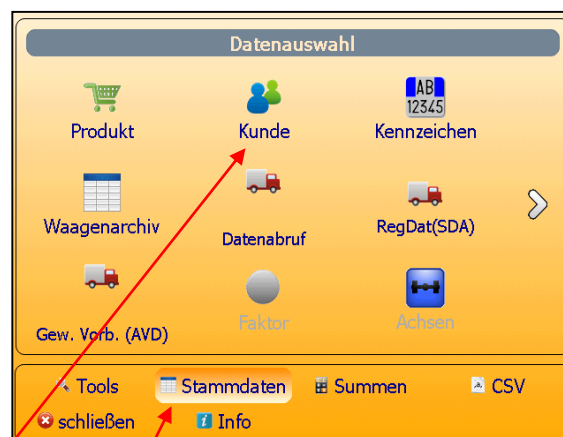 Datenauswahl
AB
12345
Produkt Kunde Kennzeichen
Waagenarchiv Datenabruf RegDat(SDA)
Gew. Vorb. (AVD) Faktor Achsen
Tools Stammdaten Summen CSV
schließen Info